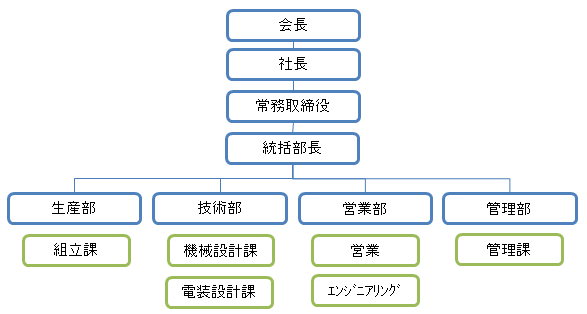 会長
社長
常務取締役
統括部長
生産部
技術部
営業部
管理部
組立課
機械設計課
営業
管理課
電装設計課
ｴﾝｼﾞﾆｱﾘﾝｸﾞ